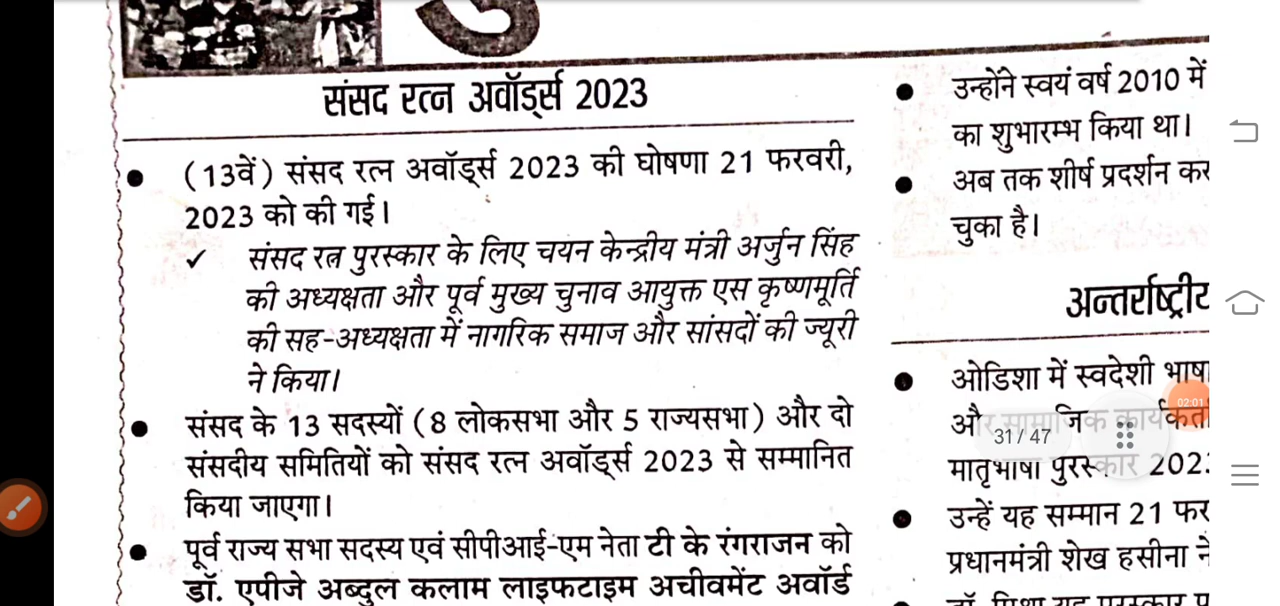 संसद रत्न अवॉर्ड्स 2023
(13वें) संसद रत्न अवॉर्ड्स 2023 की घोषणा 21 फरवरी,
2023 को की गई।
संसद रत्न पुरस्कार के लिए चयन केन्द्रीय मंत्री अर्जुन सिंह
की अध्यक्षता और पूर्व मुख्य चुनाव आयुक्त एस कृष्णमूर्ति
की सह-अध्यक्षता में नागरिक समाज और सांसदों की ज्यूरी
ने किया।
संसद के 13 सदस्यों (8 लोकसभा और 5 राज्यसभा) और दो
संसदीय समितियों को संसद रत्न अवॉर्ड्स 2023 से सम्मानित
किया जाएगा।
पूर्व राज्य सभा सदस्य एवं सीपीआई-एम नेता टी के रंगराजन को
डॉ. एपीजे अब्दुल कलाम लाइफटाइम अचीवमेंट अवॉर्ड
उन्होंने स्वयं वर्ष 2010 में
का शुभारम्भ किया था।
अब तक शीर्ष प्रदर्शन कर
चुका है।
अन्तर्राष्ट्रीय
ओडिशा में स्वदेशी भाषा
और सामाजिक कार्यकर्ता
मातृभाषा पुरस्कार 202
उन्हें यह सम्मान 21 फर
प्रधानमंत्री शेख हसीना ने
02:01
31/47